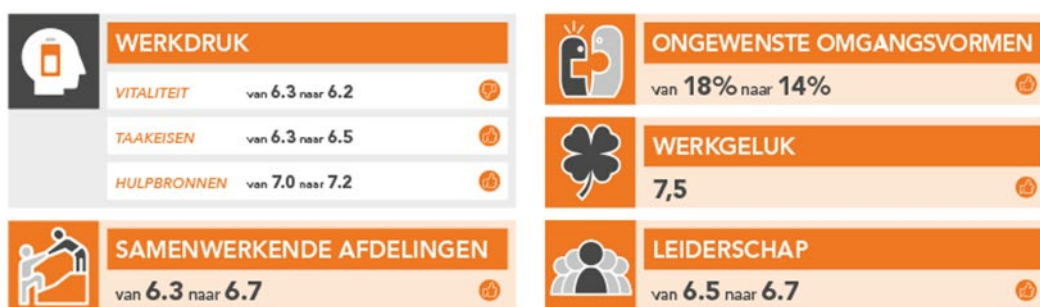 WERKDRUK
VITALITEIT van 6.3 naar 6.2
TAAKEISEN van 6.3 naar 6.5
HULPBRONNEN van 7.0 naar 7.2
SAMENWERKENDE AFDELINGEN
van 6.3 naar 6.7
ONGEWENSTE OMGANGSVORMEN
van 18% naar 14%
WERKGELUK
7,5
LEIDERSCHAP
van 6.5 naar 6.7